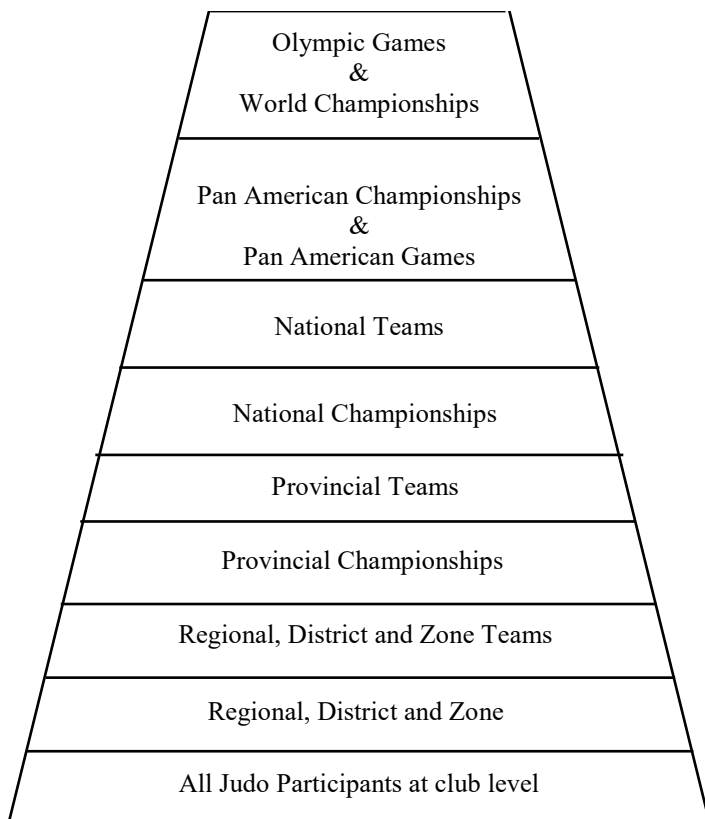 Olympic Games
&
World Championships
Pan American Championships
&
Pan American Games
National Teams
National Championships
Provincial Teams
Provincial Championships
Regional, District and Zone Teams
Regional, District and Zone
All Judo Participants at club level